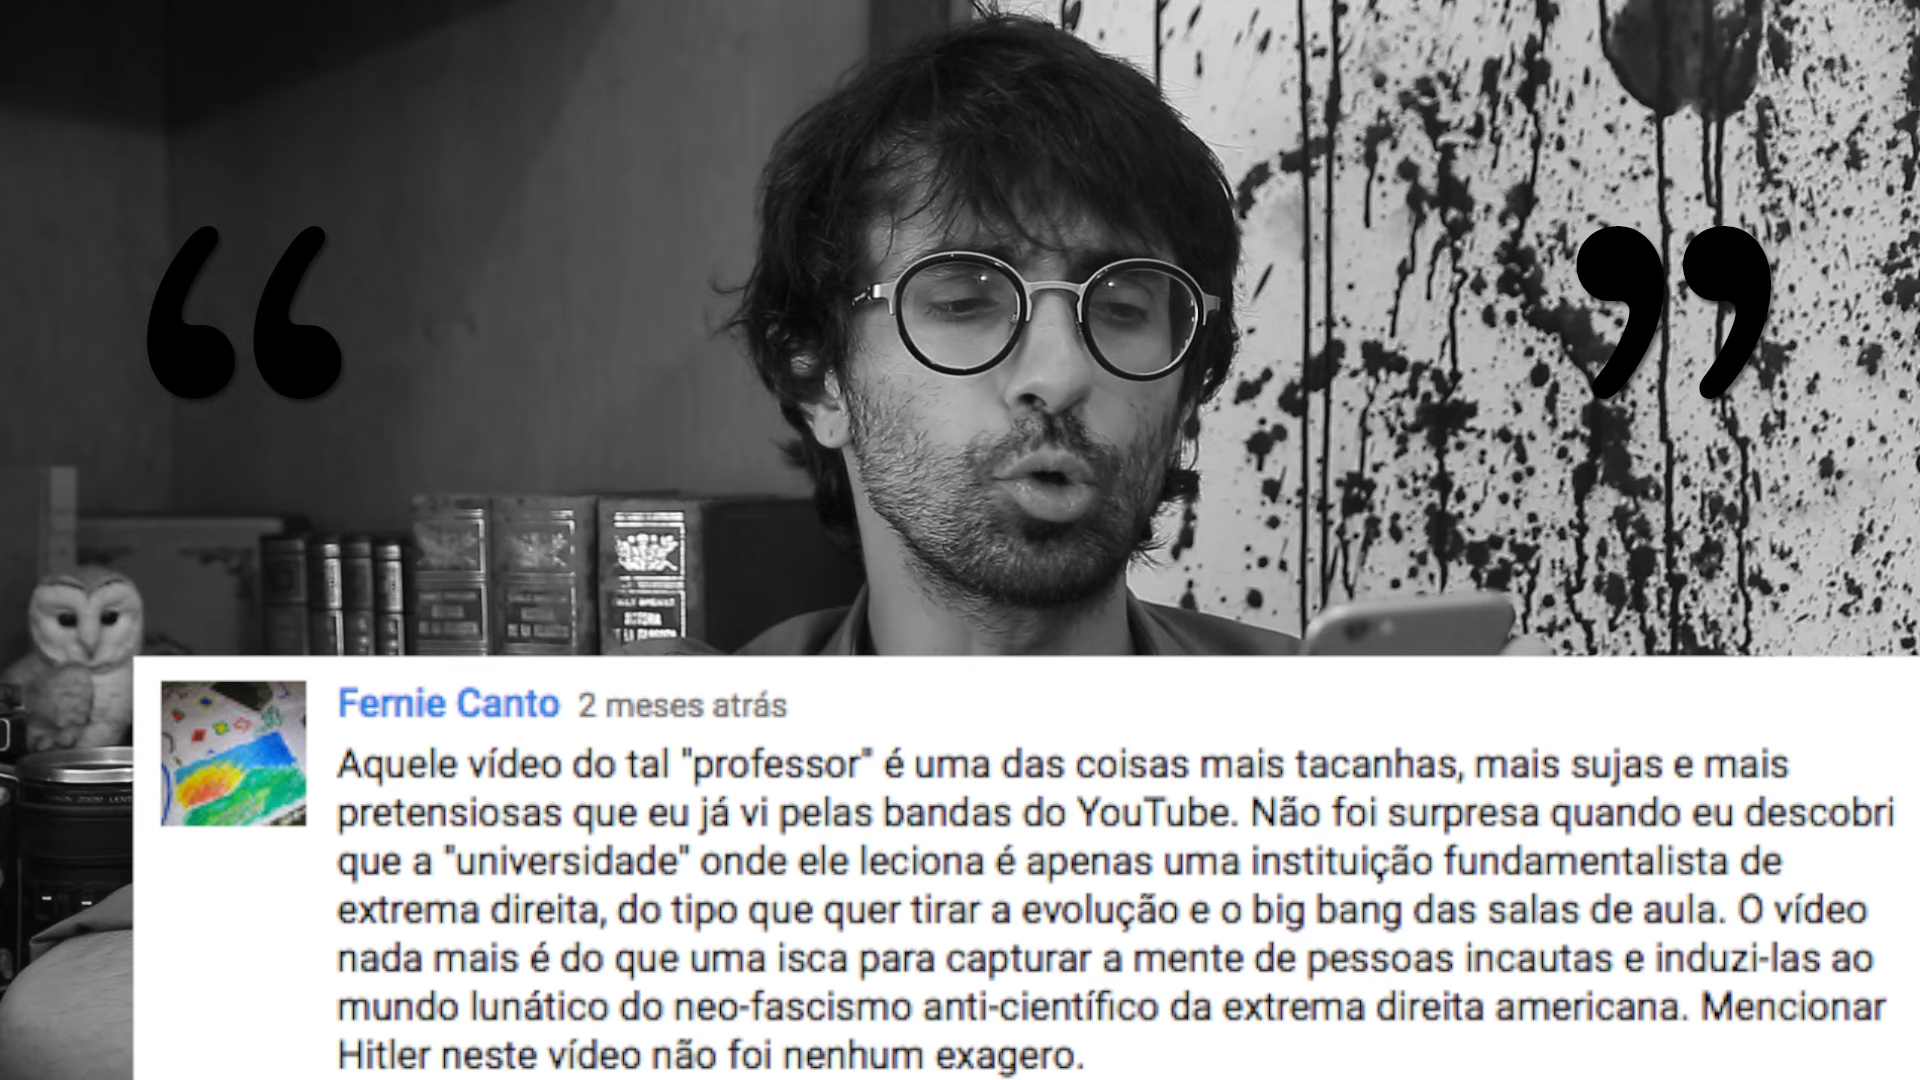 “ ”
Fernie Canto 2 meses atrás
Aquele vídeo do tal "professor" é uma das coisas mais tacanhas, mais sujas e mais
pretensiosas que eu já vi pelas bandas do YouTube. Não foi surpresa quando eu descobri
que a "universidade" onde ele leciona é apenas uma instituição fundamentalista de
extrema direita, do tipo que quer tirar a evolução e o big bang das salas de aula. O vídeo
nada mais é do que uma isca para capturar a mente de pessoas incautas e induzi-las ao
mundo lunático do neo-fascismo anti-científico da extrema direita americana. Mencionar
Hitler neste vídeo não foi nenhum exagero.